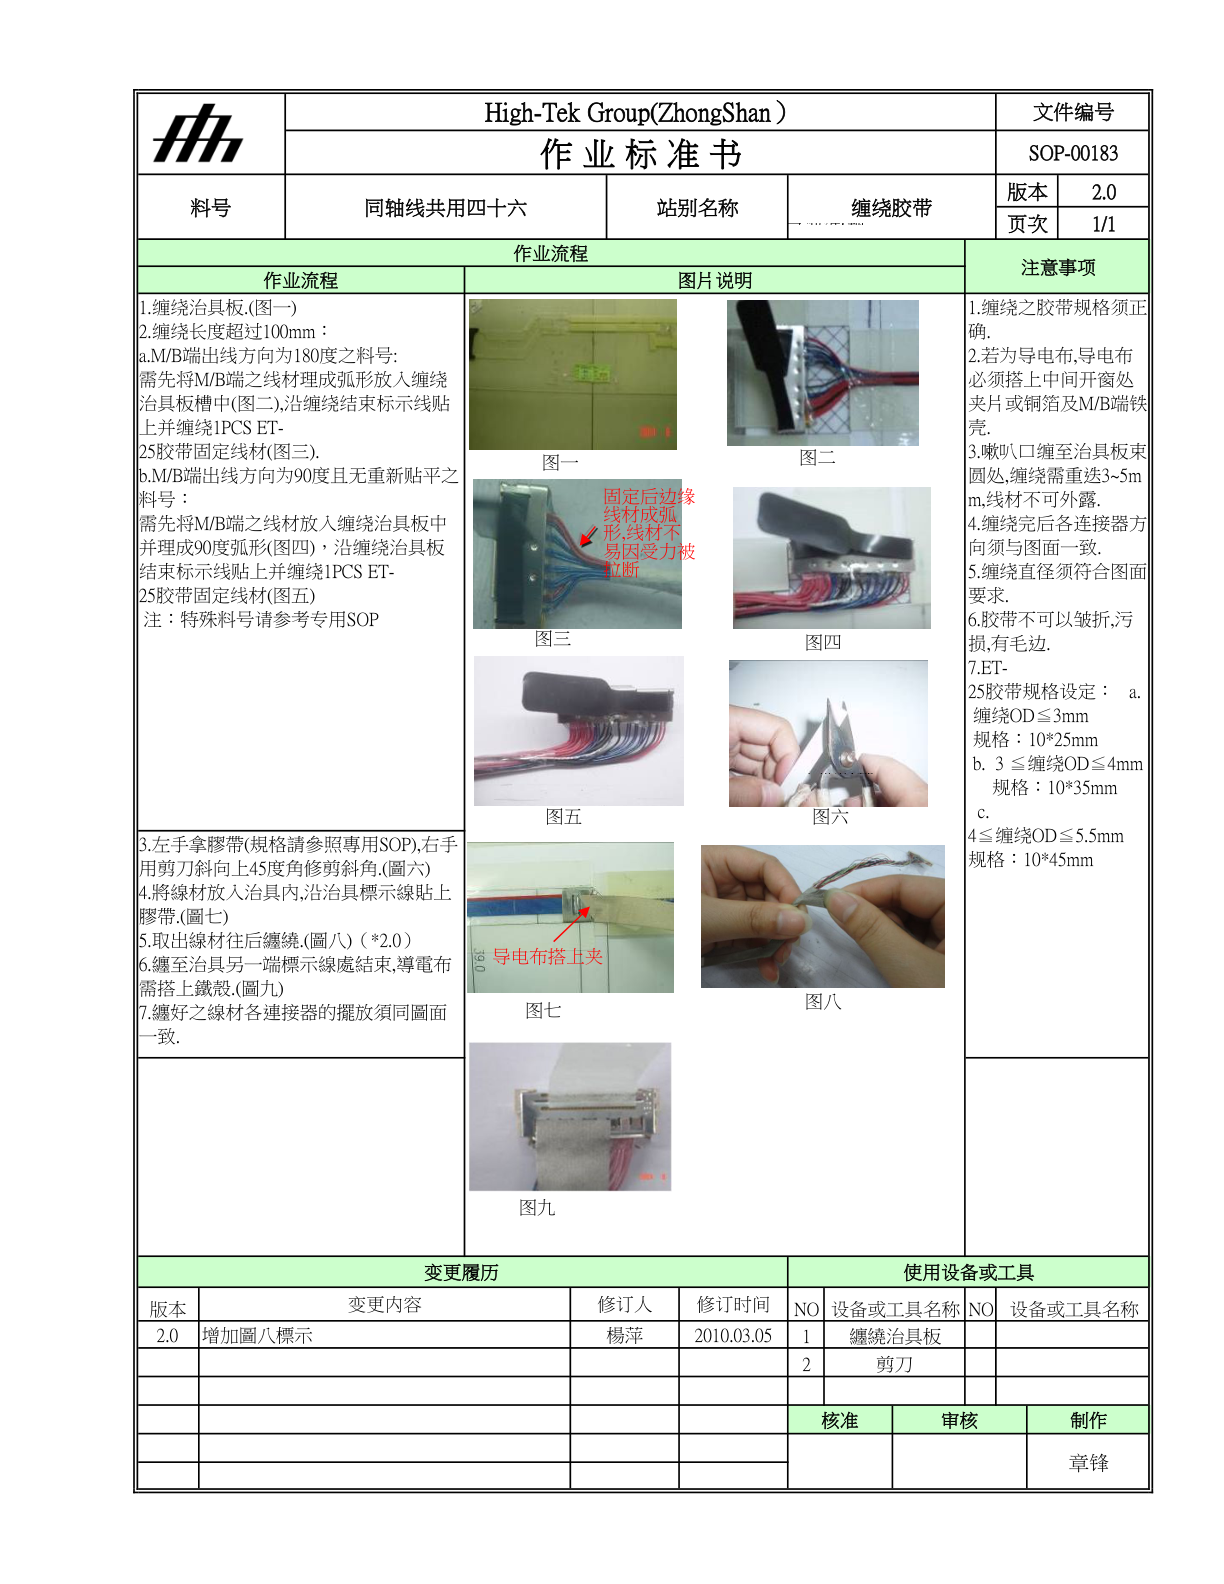 High-Tek Group(ZhongShan）
文件编号
作 业 标 准 书
SOP-00183
料号
同轴线共用四十六
站别名称
缠绕胶带
版本
2.0
页次
1/1
作业流程
注意事项
作业流程
图片说明
1.缠绕治具板.(图一)
2.缠绕长度超过100mm：
a.M/B端出线方向为180度之料号:
需先将M/B端之线材理成弧形放入缠绕
治具板槽中(图二),沿缠绕结束标示线贴
上并缠绕1PCS ET-
25胶带固定线材(图三).
b.M/B端出线方向为90度且无重新贴平之
料号：
需先将M/B端之线材放入缠绕治具板中
并理成90度弧形(图四)，沿缠绕治具板
结束标示线贴上并缠绕1PCS ET-
25胶带固定线材(图五)
注：特殊料号请参考专用SOP
3.左手拿膠帶(規格請參照專用SOP),右手
用剪刀斜向上45度角修剪斜角.(圖六)
4.將線材放入治具內,沿治具標示線貼上
膠帶.(圖七)
5.取出線材往后纏繞.(圖八)（*2.0）
6.纏至治具另一端標示線處結束,導電布
需搭上鐵殼.(圖九)
7.纏好之線材各連接器的擺放須同圖面
一致.
图一
图二
固定后边缘
线材成弧
形,线材不
易因受力被
拉断
图三
图四
图五
图六
39.0
导电布搭上夹
图七
图八
图九
1.缠绕之胶带规格须正
确.
2.若为导电布,导电布
必须搭上中间开窗处
夹片或铜箔及M/B端铁
壳.
3.喇叭口缠至治具板束
圆处,缠绕需重迭3~5m
m,线材不可外露.
4.缠绕完后各连接器方
向须与图面一致.
5.缠绕直径须符合图面
要求.
6.胶带不可以皱折,污
损,有毛边.
7.ET-
25胶带规格设定： a.
缠绕OD≦3mm
规格：10*25mm
b. 3 ≦缠绕OD≦4mm
规格：10*35mm
c.
4≦缠绕OD≦5.5mm
规格：10*45mm
变更履历
使用设备或工具
版本
变更内容
修订人
修订时间
NO
设备或工具名称
NO
设备或工具名称
2.0
增加圖八標示
楊萍
2010.03.05
1
纏繞治具板
2
剪刀
核准
审核
制作
章锋